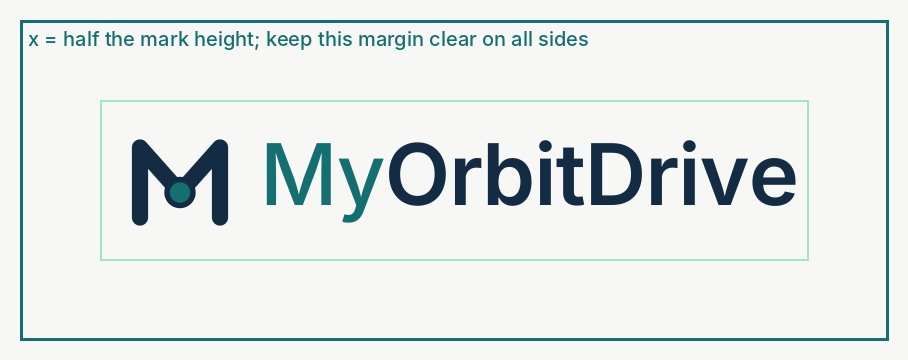 x = half the mark height; keep this margin clear on all sides
MyOrbitDrive